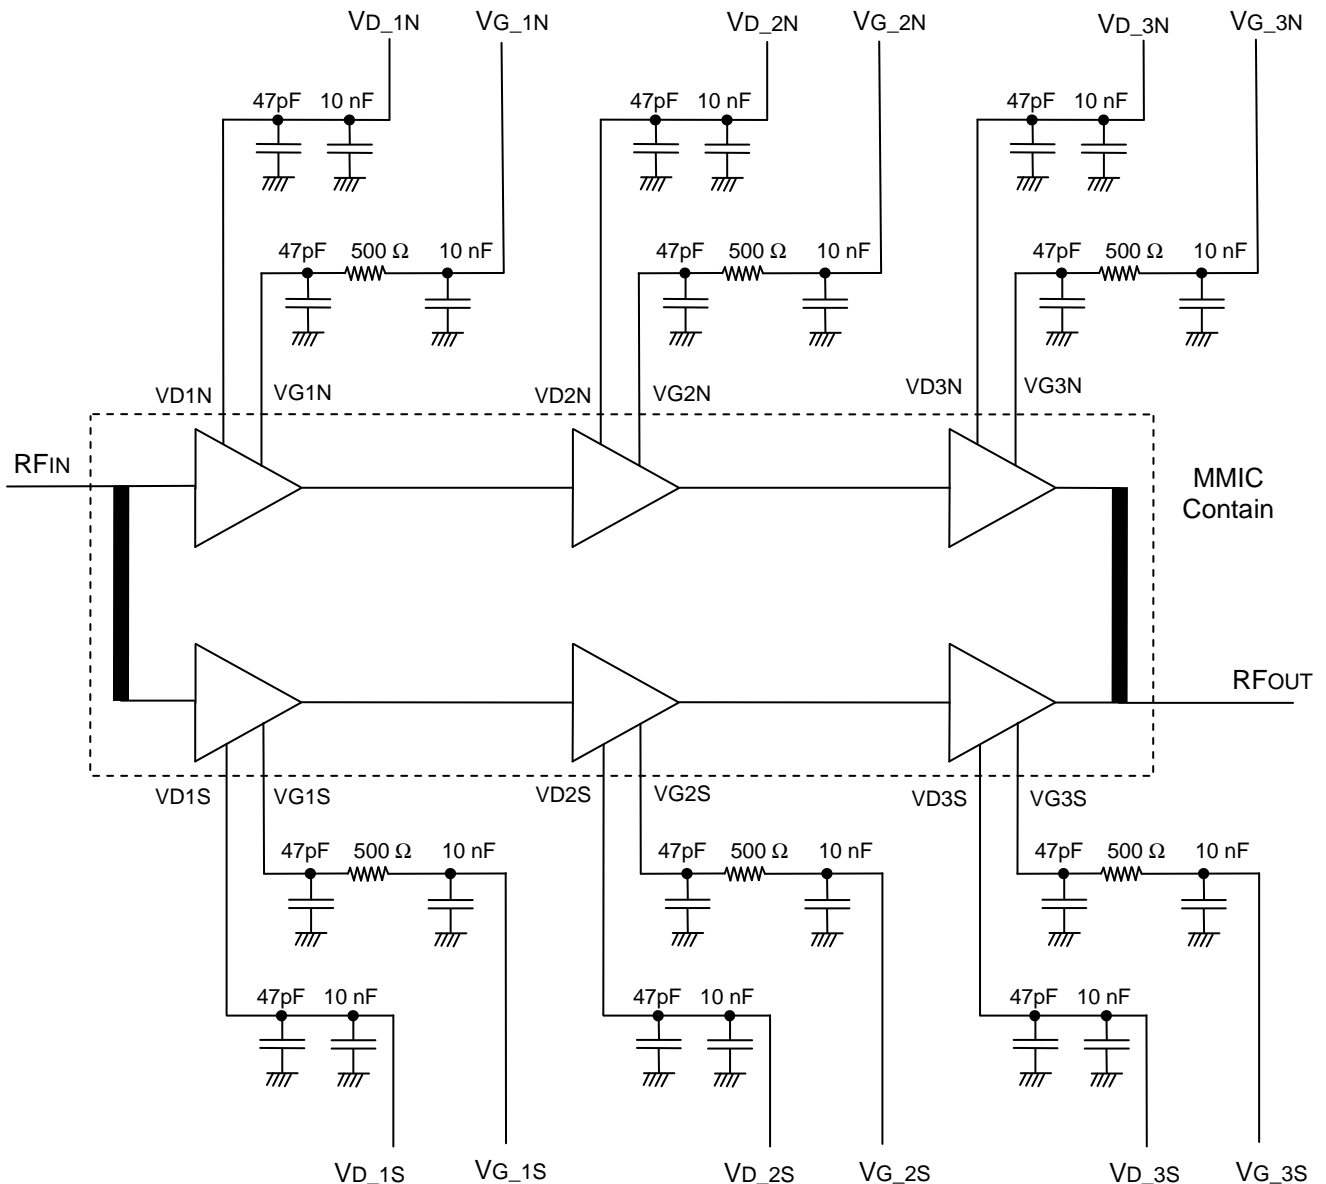 VD_1N VG_1N VD_2N VG_2N VD_3N VG_3N
47pF 10 nF 47pF 10 nF 47pF 10 nF
47pF 500 Ω 10 nF 47pF 500 Ω 10 nF 47pF 500 Ω 10 nF
VD1N VG1N VD2N VG2N VD3N VG3N
RFIN
MMIC
Contain
RFOUT
VD1S VG1S VD2S VG2S VD3S VG3S
47pF 500 Ω 10 nF 47pF 500 Ω 10 nF 47pF 500 Ω 10 nF
47pF 10 nF 47pF 10 nF 47pF 10 nF
VD_1S VG_1S VD_2S VG_2S VD_3S VG_3S